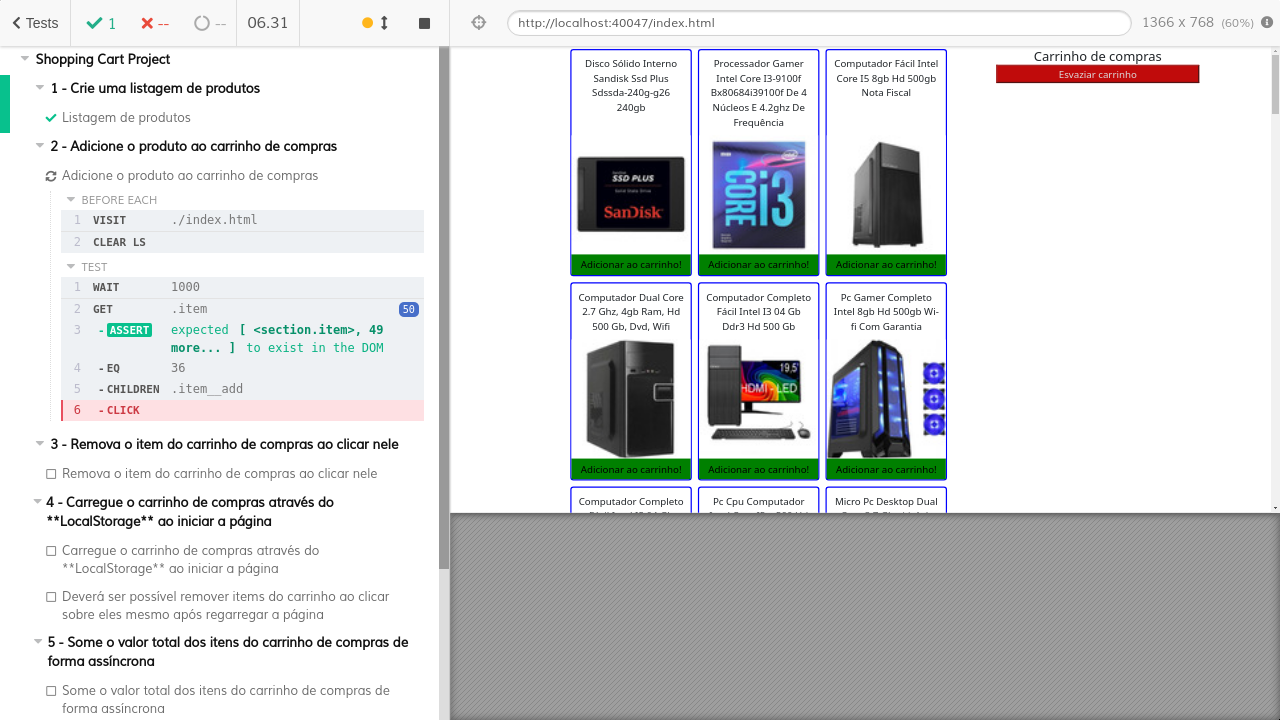 Tests
1
--
--
06.31
http://localhost:40047/index.html
1366 x 768 (60%)
Shopping Cart Project
1 - Crie uma listagem de produtos
Listagem de produtos
2 - Adicione o produto ao carrinho de compras
Adicione o produto ao carrinho de compras
BEFORE EACH
1 VISIT ./index.html
2 CLEAR LS
TEST
1 WAIT 1000
2 GET .item 50
3 -ASSERT expected [ <section.item>, 49
more... ] to exist in the DOM
4 -EQ 36
5 -CHILDREN .item__add
6 -CLICK
3 - Remova o item do carrinho de compras ao clicar nele
Remova o item do carrinho de compras ao clicar nele
4 - Carregue o carrinho de compras através do
**LocalStorage** ao iniciar a página
Carregue o carrinho de compras através do
**LocalStorage** ao iniciar a página
Deverá ser possível remover items do carrinho ao clicar
sobre eles mesmo após regarregar a página
5 - Some o valor total dos itens do carrinho de compras de
forma assíncrona
Some o valor total dos itens do carrinho de compras de
forma assíncrona
Disco Sólido Interno
Sandisk Ssd Plus
Sdssda-240g-g26
240gb
SSD PLUS
SanDisk
Adicionar ao carrinho!
Processador Gamer
Intel Core I3-9100f
Bx80684i39100f De 4
Núcleos E 4.2ghz De
Frequência
CORE
i3
Adicionar ao carrinho!
Computador Fácil Intel
Core I5 8gb Hd 500gb
Nota Fiscal
Adicionar ao carrinho!
Computador Dual Core
2.7 Ghz, 4gb Ram, Hd
500 Gb, Dvd, Wifi
Adicionar ao carrinho!
Computador Completo
Fácil Intel I3 04 Gb
Ddr3 Hd 500 Gb
19,5"
HDMI - LED
Adicionar ao carrinho!
Pc Gamer Completo
Intel 8gb Hd 500gb Wi-
fi Com Garantia
Adicionar ao carrinho!
Computador Completo
Pc Cpu Computador
Micro Pc Desktop Dual
Carrinho de compras
Esvaziar carrinho